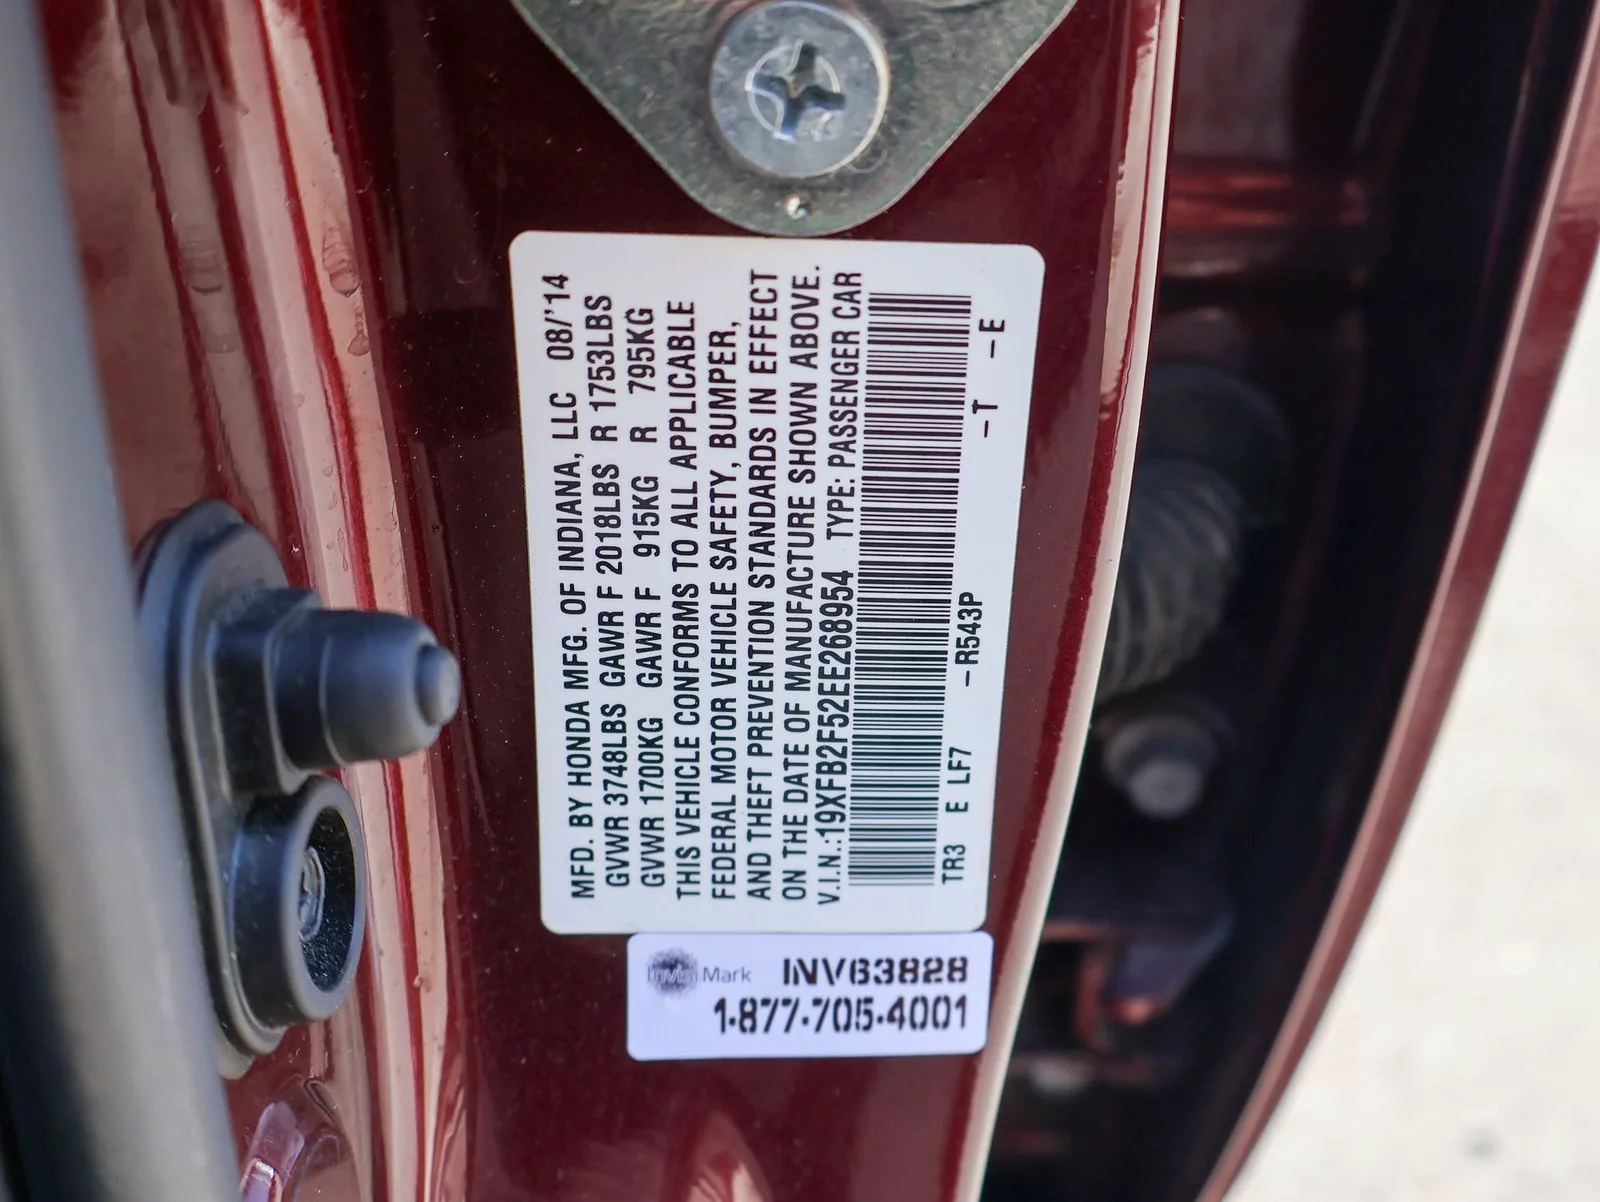 MFD. BY HONDA MFG. OF INDIANA, LLC 08/'14
GVWR 3748LBS GAWR F 2018LBS R 1753LBS
GVWR 1700KG GAWR F 915KG R 795KG
THIS VEHICLE CONFORMS TO ALL APPLICABLE
FEDERAL MOTOR VEHICLE SAFETY, BUMPER,
AND THEFT PREVENTION STANDARDS IN EFFECT
ON THE DATE OF MANUFACTURE SHOWN ABOVE.
V.I.N.:19XFB2F52EE268954 TYPE: PASSENGER CAR
TR3 E LF7 -R543P -T -E
InVisiMark INV63828
1-877-705-4001